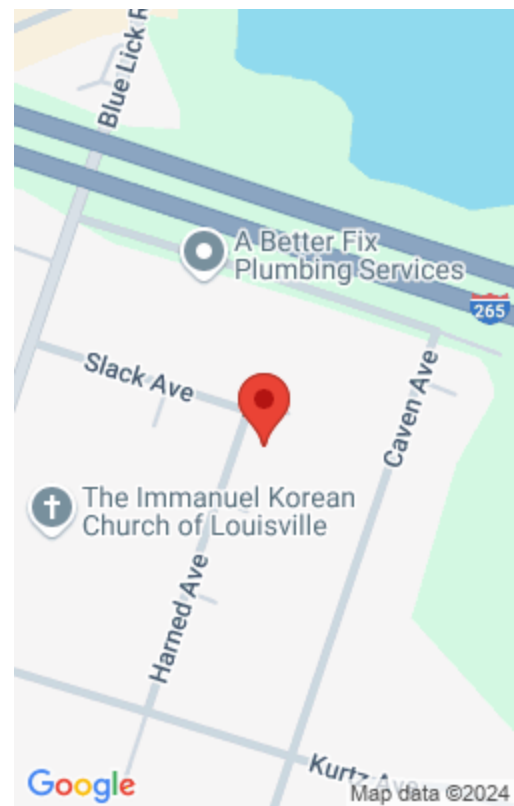 Blue Lick R
A Better Fix
Plumbing Services
265
Slack Ave
Caven Ave
The Immanuel Korean
Church of Louisville
Harned Ave
Kurtz Ave
Google
Map data ©2024